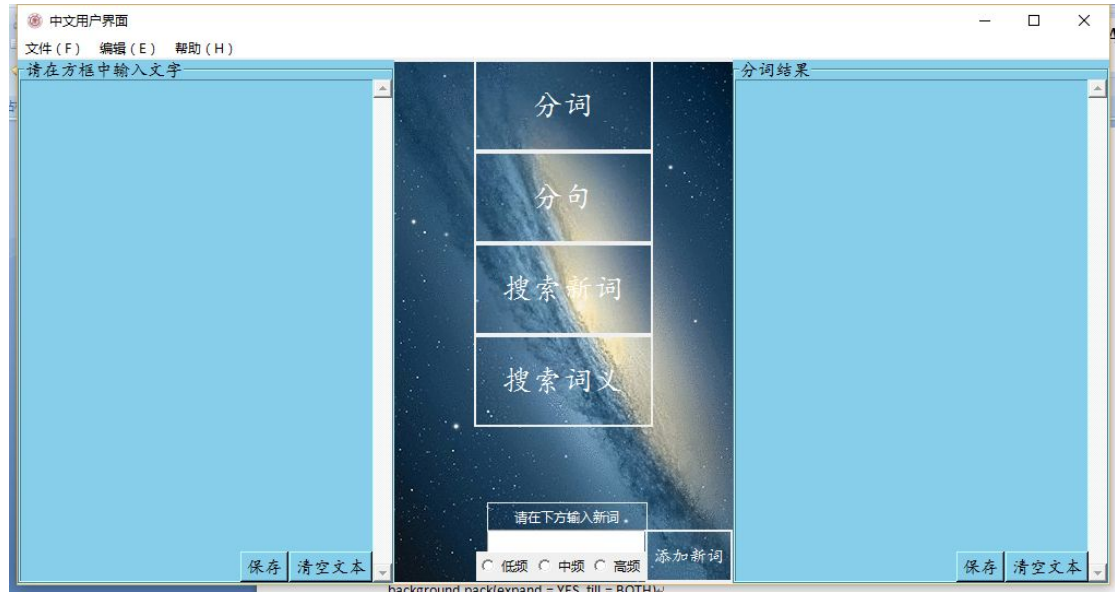 中文用户界面
文件(F) 编辑(E) 帮助(H)
请在方框中输入文字
分词结果
分词
分句
搜索新词
搜索词义
请在下方输入新词。
低频 中频 高频
添加新词
保存 清空文本
保存 清空文本